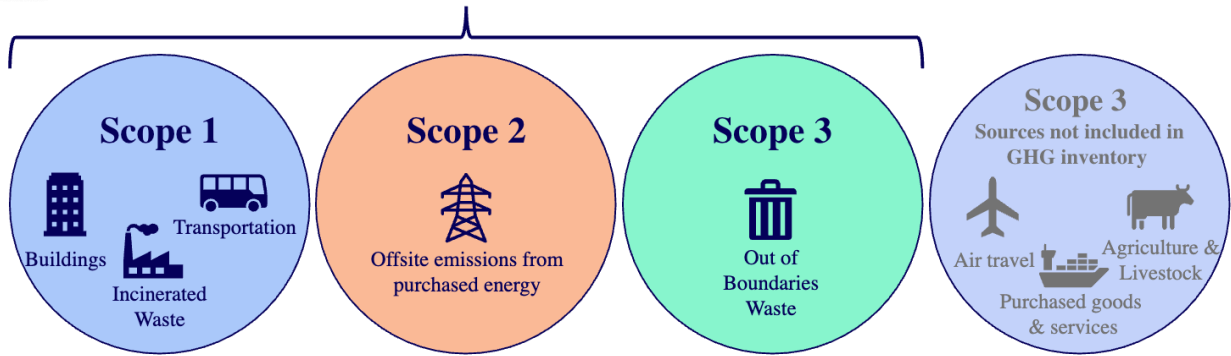 Scope 1
Buildings
Transportation
Incinerated
Waste
Scope 2
Offsite emissions from
purchased energy
Scope 3
Out of
Boundaries
Waste
Scope 3
Sources not included in
GHG inventory
Air travel
Agriculture &
Livestock
Purchased goods
& services